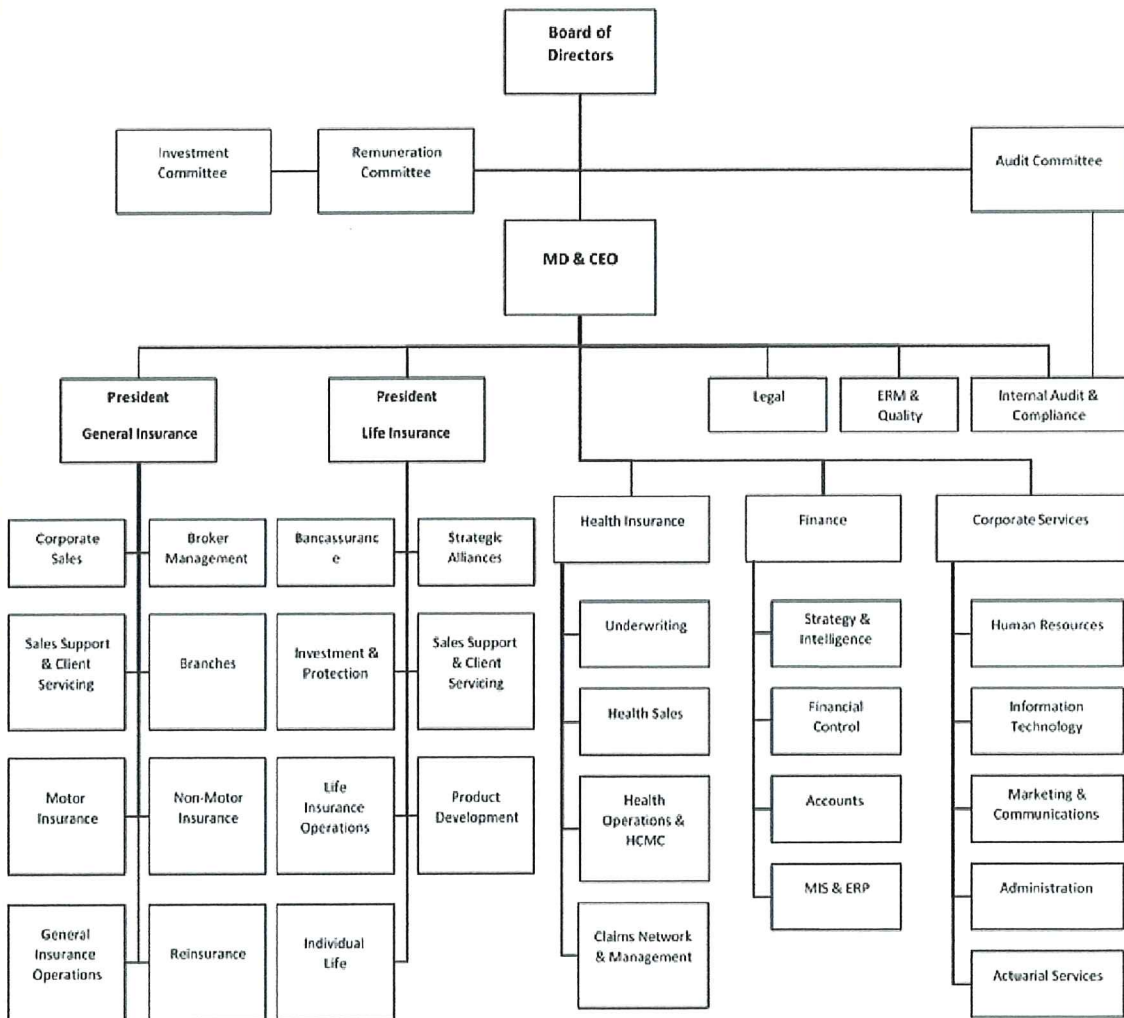 Board of
Directors
Investment
Committee
Remuneration
Committee
Audit Committee
MD & CEO
President
General Insurance
President
Life Insurance
Legal
ERM &
Quality
Internal Audit &
Compliance
Health Insurance
Finance
Corporate Services
Corporate
Sales
Broker
Management
Bancassuranc
e
Strategic
Alliances
Sales Support
& Client
Servicing
Branches
Investment &
Protection
Sales Support
& Client
Servicing
Motor
Insurance
Non-Motor
Insurance
Life
Insurance
Operations
Product
Development
General
Insurance
Operations
Reinsurance
Individual
Life
Underwriting
Health Sales
Health
Operations &
HCMC
Claims Network
& Management
Strategy &
Intelligence
Financial
Control
Accounts
MIS & ERP
Human Resources
Information
Technology
Marketing &
Communications
Administration
Actuarial Services